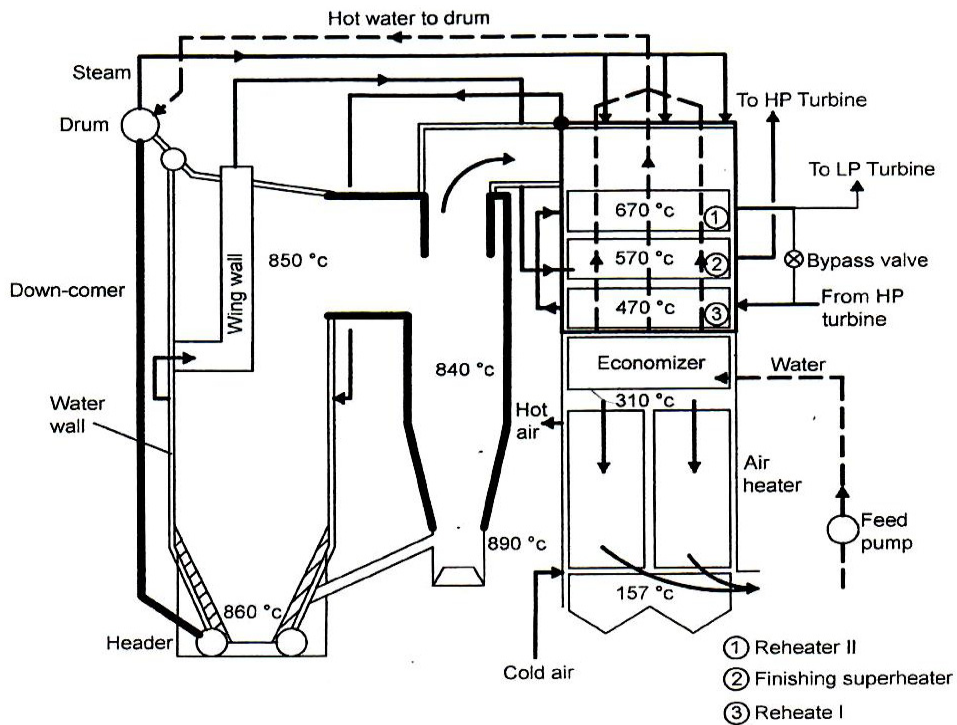 Hot water to drum
Steam
Drum
To HP Turbine
To LP Turbine
670 °c
1
850 °c
570 °c
2
Bypass valve
Wing wall
Down-comer
470 °c
3
From HP
turbine
Economizer
840 °c
Water
310 °c
Water
wall
Hot
air
Air
heater
Feed
pump
890 °c
860 °c
157 °c
Header
Cold air
1 Reheater II
2 Finishing superheater
3 Reheate I